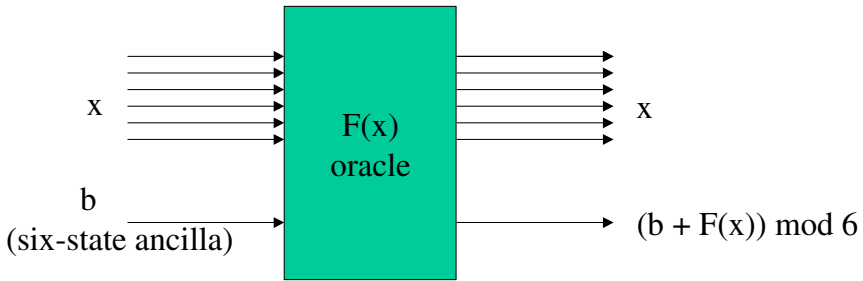 x
F(x)
oracle
x
b
(six-state ancilla)
(b + F(x)) mod 6